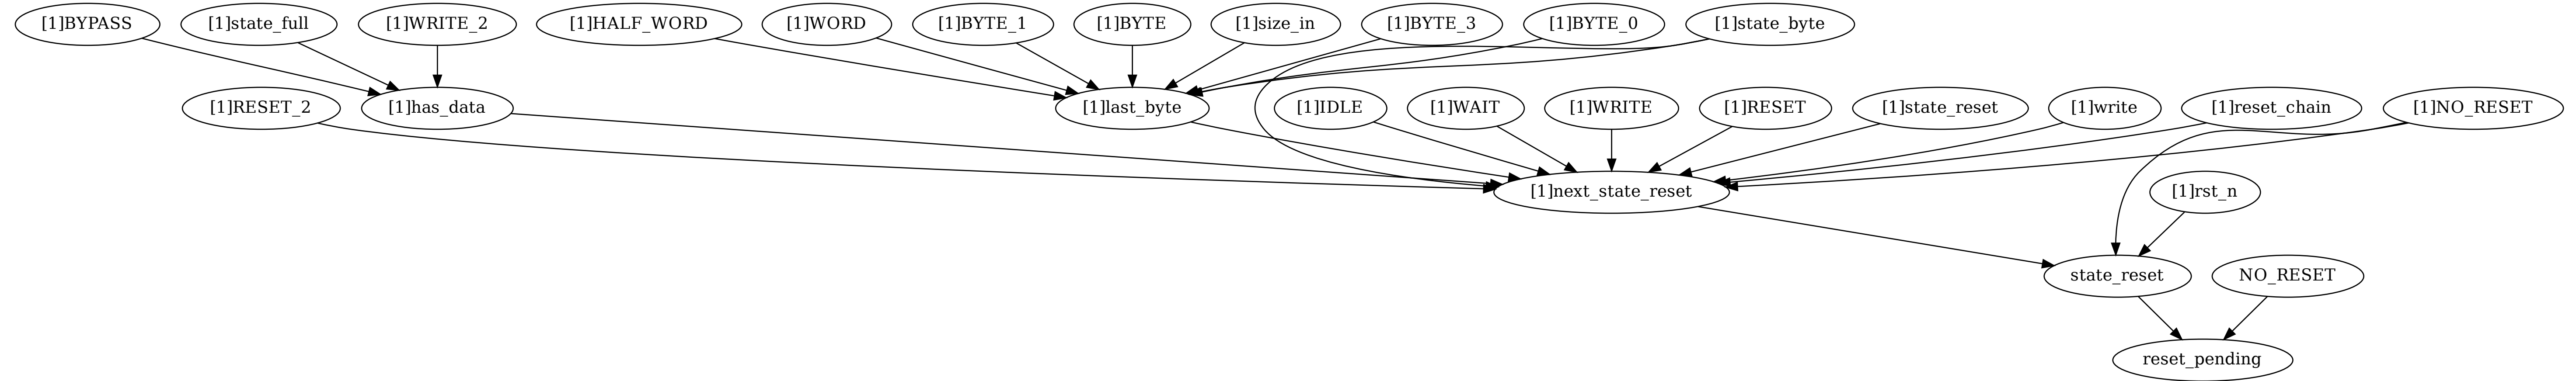 [1]BYPASS
[1]state_full
[1]WRITE_2
[1]HALF_WORD
[1]WORD
[1]BYTE_1
[1]BYTE
[1]size_in
[1]BYTE_3
[1]BYTE_0
[1]state_byte
[1]RESET_2
[1]has_data
[1]last_byte
[1]IDLE
[1]WAIT
[1]WRITE
[1]RESET
[1]state_reset
[1]write
[1]reset_chain
[1]NO_RESET
[1]next_state_reset
[1]rst_n
state_reset
NO_RESET
reset_pending